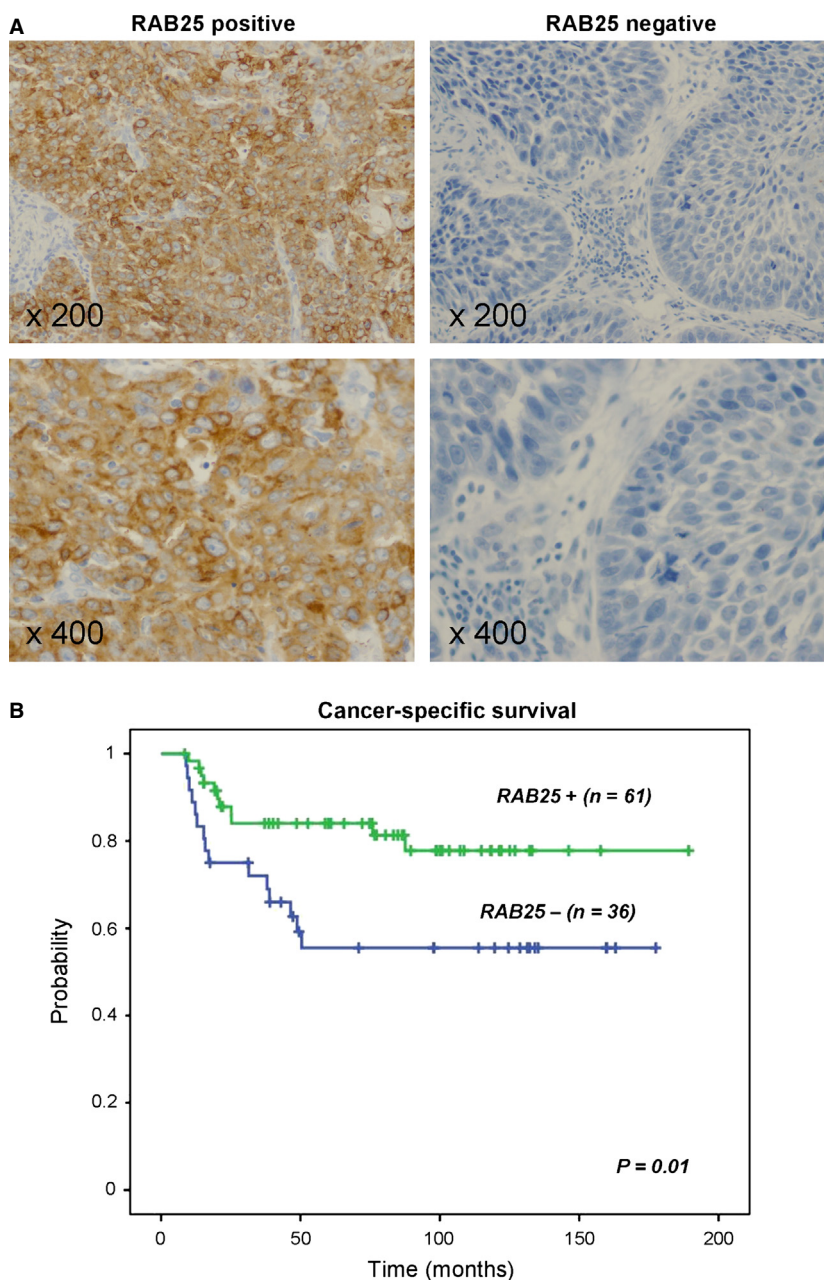 A
RAB25 positive
RAB25 negative
x 200
x 200
x 400
x 400
B
Cancer-specific survival
1
0.8
0.6
0.4
0.2
0
Probability
RAB25 + (n = 61)
RAB25 – (n = 36)
P = 0.01
0
50
100
150
200
Time (months)